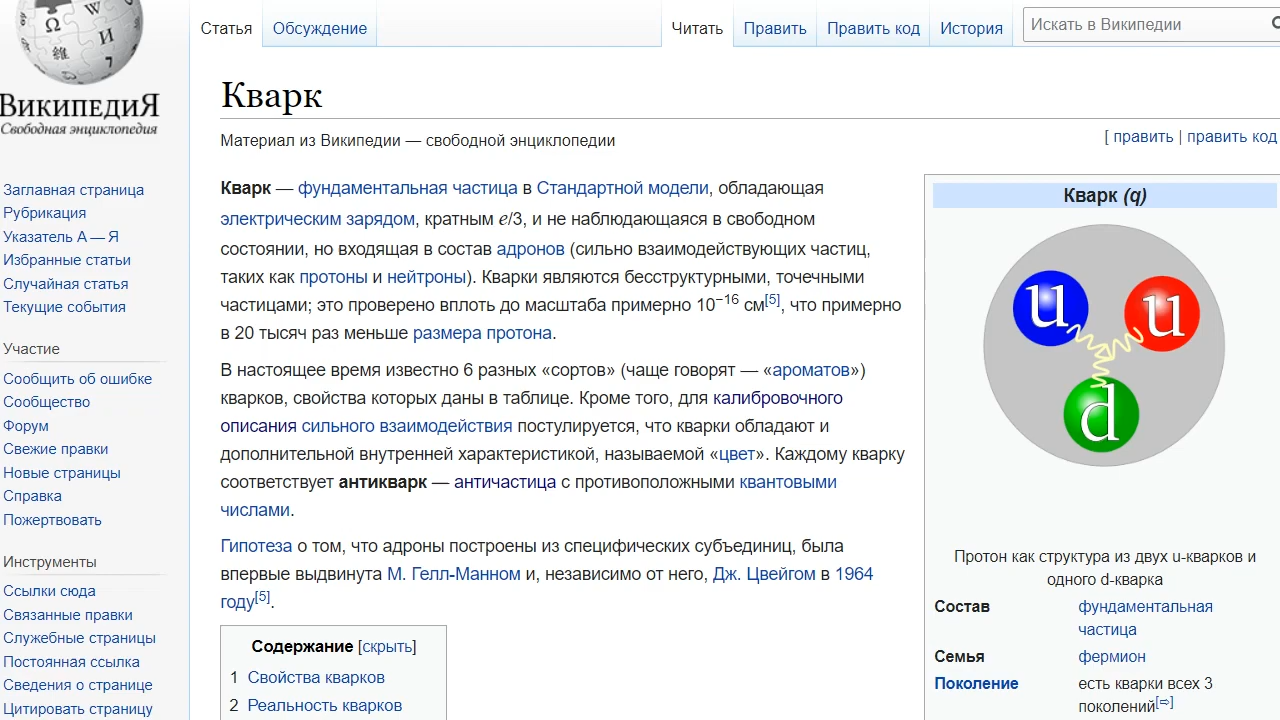 Ω W И 維 7
ВикипедиЯ
Свободная энциклопедия
Статья Обсуждение Читать Править Править код История Искать в Википедии
Кварк
Материал из Википедии — свободной энциклопедии
[ править | править код
Заглавная страница
Рубрикация
Указатель А — Я
Избранные статьи
Случайная статья
Текущие события
Участие
Сообщить об ошибке
Сообщество
Форум
Свежие правки
Новые страницы
Справка
Пожертвовать
Инструменты
Ссылки сюда
Связанные правки
Служебные страницы
Постоянная ссылка
Сведения о странице
Цитировать страницу
Кварк — фундаментальная частица в Стандартной модели, обладающая
электрическим зарядом, кратным e/3, и не наблюдающаяся в свободном
состоянии, но входящая в состав адронов (сильно взаимодействующих частиц,
таких как протоны и нейтроны). Кварки являются бесструктурными, точечными
частицами; это проверено вплоть до масштаба примерно 10⁻¹⁶ см[5], что примерно
в 20 тысяч раз меньше размера протона.
В настоящее время известно 6 разных «сортов» (чаще говорят — «ароматов»)
кварков, свойства которых даны в таблице. Кроме того, для калибровочного
описания сильного взаимодействия постулируется, что кварки обладают и
дополнительной внутренней характеристикой, называемой «цвет». Каждому кварку
соответствует антикварк — античастица с противоположными квантовыми
числами.
Гипотеза о том, что адроны построены из специфических субъединиц, была
впервые выдвинута М. Гелл-Манном и, независимо от него, Дж. Цвейгом в 1964
году[5].
Содержание [скрыть]
1 Свойства кварков
2 Реальность кварков
Кварк (q)
u u
d
Протон как структура из двух u-кварков и
одного d-кварка
Состав фундаментальная
частица
Семья фермион
Поколение есть кварки всех 3
поколений[⇨]